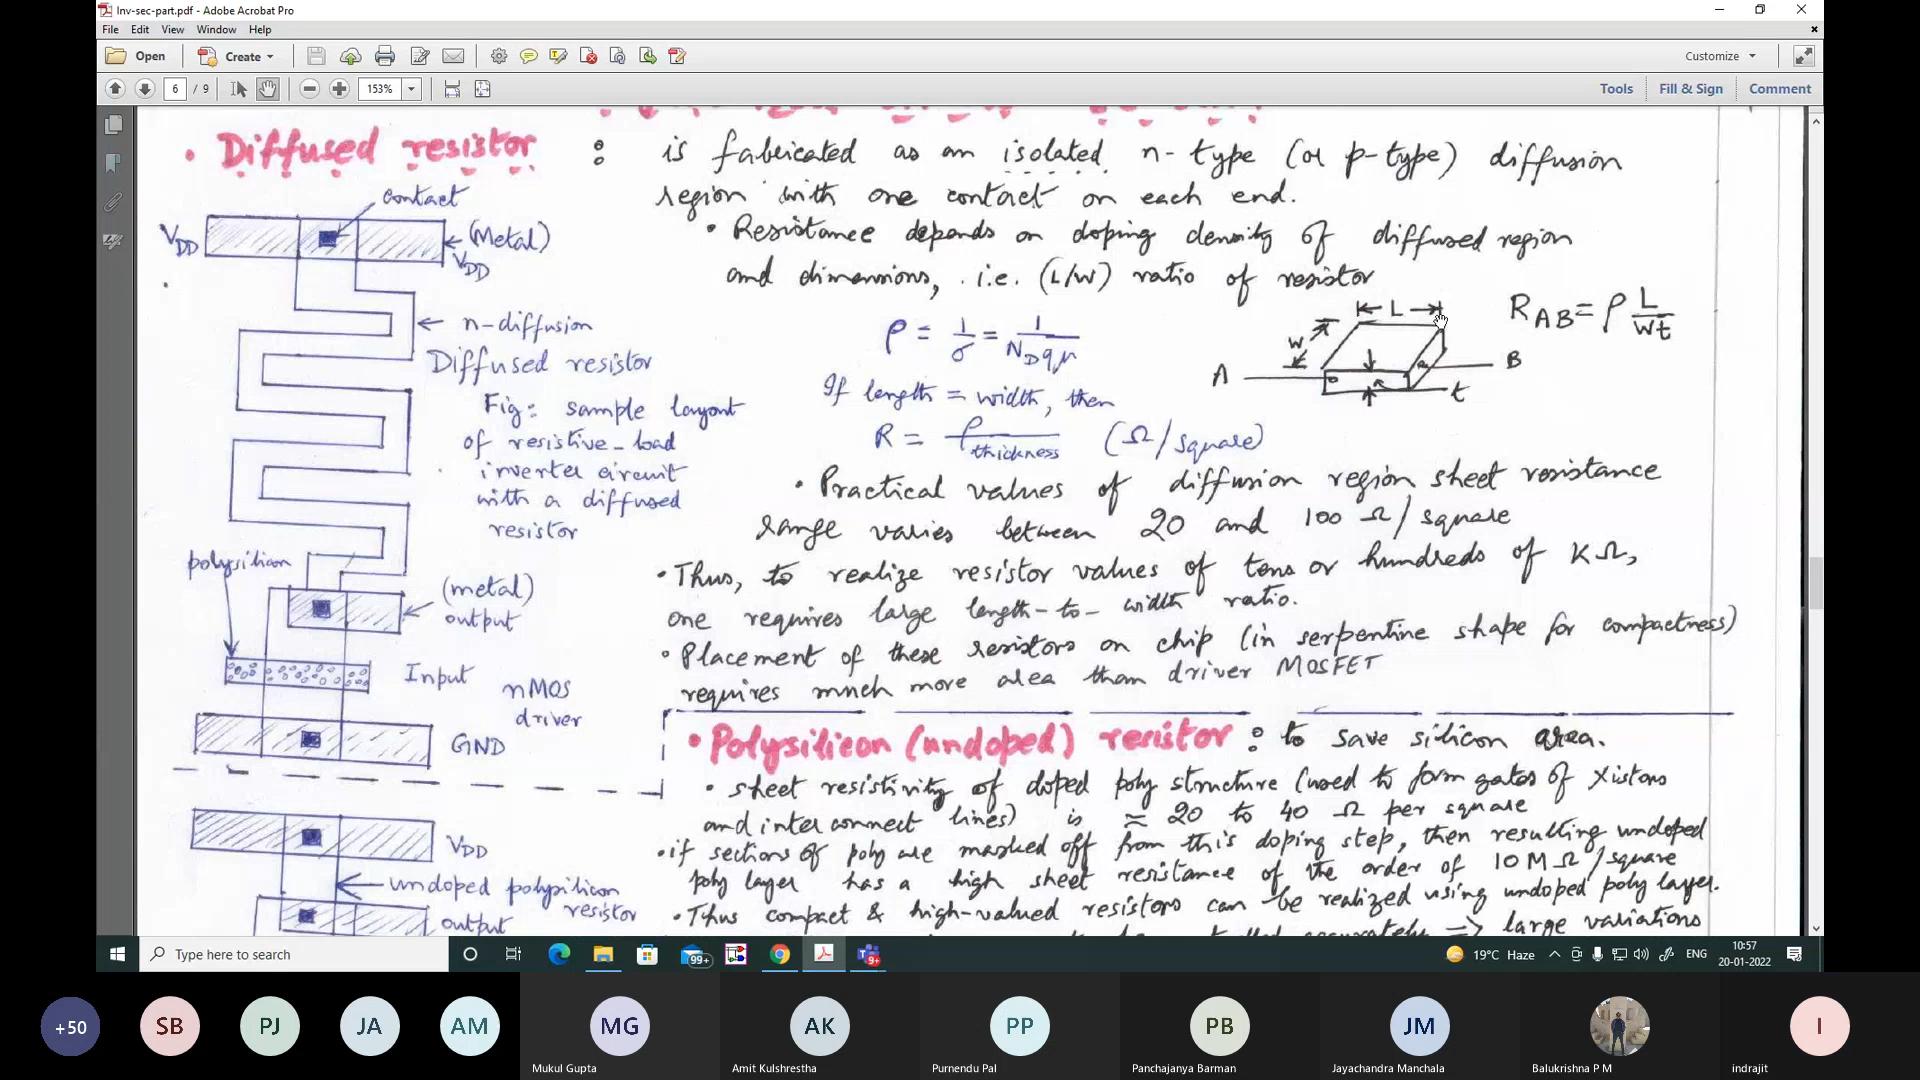 Inv-sec-part.pdf - Adobe Acrobat Pro
File Edit View Window Help
Open Create Customize
6 / 9 153% Tools Fill & Sign Comment
• Diffused resistor : is fabricated as an isolated n-type (or p-type) diffusion
region with one contact on each end.
• Resistance depends on doping density of diffused region
and dimensions, i.e. (L/W) ratio of resistor
ρ = 1/σ = 1/N_D q μ
If length = width, then
R = ρ/thickness (Ω/square)
L
W
A
B
t
R_AB = ρ L/Wt
• Practical values of diffusion region sheet resistance
range varies between 20 and 100 Ω/square
• Thus, to realize resistor values of tens or hundreds of KΩ,
one requires large length-to-width ratio.
• Placement of these resistors on chip (in serpentine shape for compactness)
requires much more area than driver MOSFET
contact
V_DD
(Metal)
V_DD
n-diffusion
Diffused resistor
Fig: sample layout
of resistive-load
inverter circuit
with a diffused
resistor
polysilicon
(metal)
output
Input
nMOS
driver
GND
• Polysilicon (undoped) resistor : to save silicon area.
• sheet resistivity of doped poly structure (used to form gates of Xistors
and interconnect lines) is ≈ 20 to 40 Ω per square
• if sections of poly are masked off from this doping step, then resulting undoped
poly layer has a high sheet resistance of the order of 10 MΩ/square
• Thus compact & high-valued resistors can be realized using undoped poly layer.
accurately => large variations
V_DD
undoped polysilicon
resistor
output
Type here to search
99+
9+
19°C Haze
ENG
10:57
20-01-2022
+50 SB PJ JA AM MG AK PP PB JM I
Mukul Gupta Amit Kulshrestha Purnendu Pal Panchajanya Barman Jayachandra Manchala Balukrishna P M indrajit